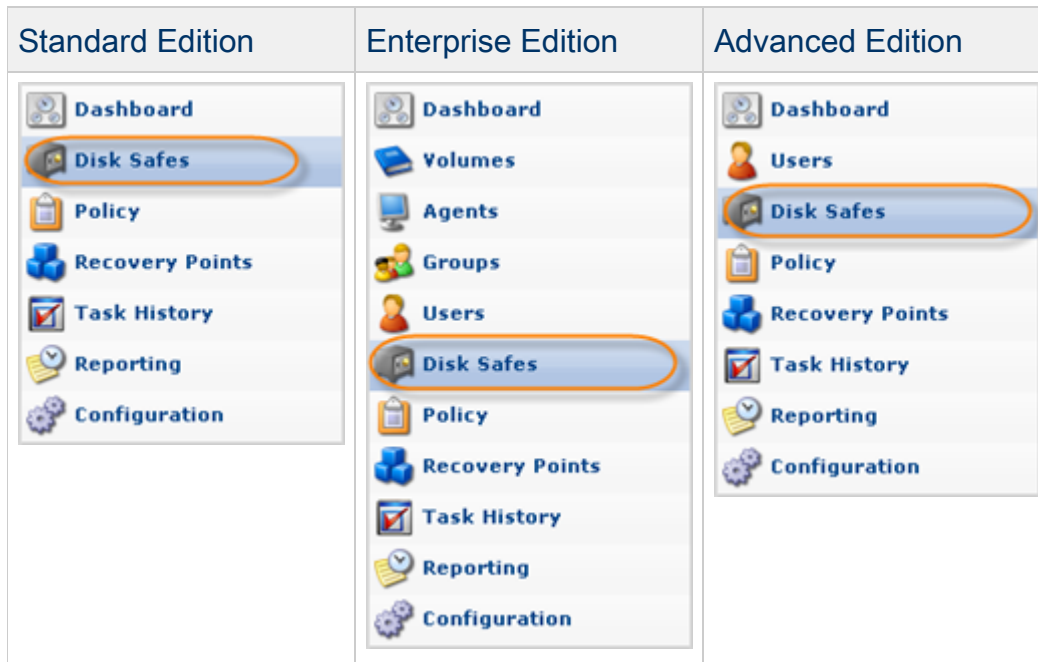 Standard Edition
Dashboard
Disk Safes
Policy
Recovery Points
Task History
Reporting
Configuration
Enterprise Edition
Dashboard
Volumes
Agents
Groups
Users
Disk Safes
Policy
Recovery Points
Task History
Reporting
Configuration
Advanced Edition
Dashboard
Users
Disk Safes
Policy
Recovery Points
Task History
Reporting
Configuration